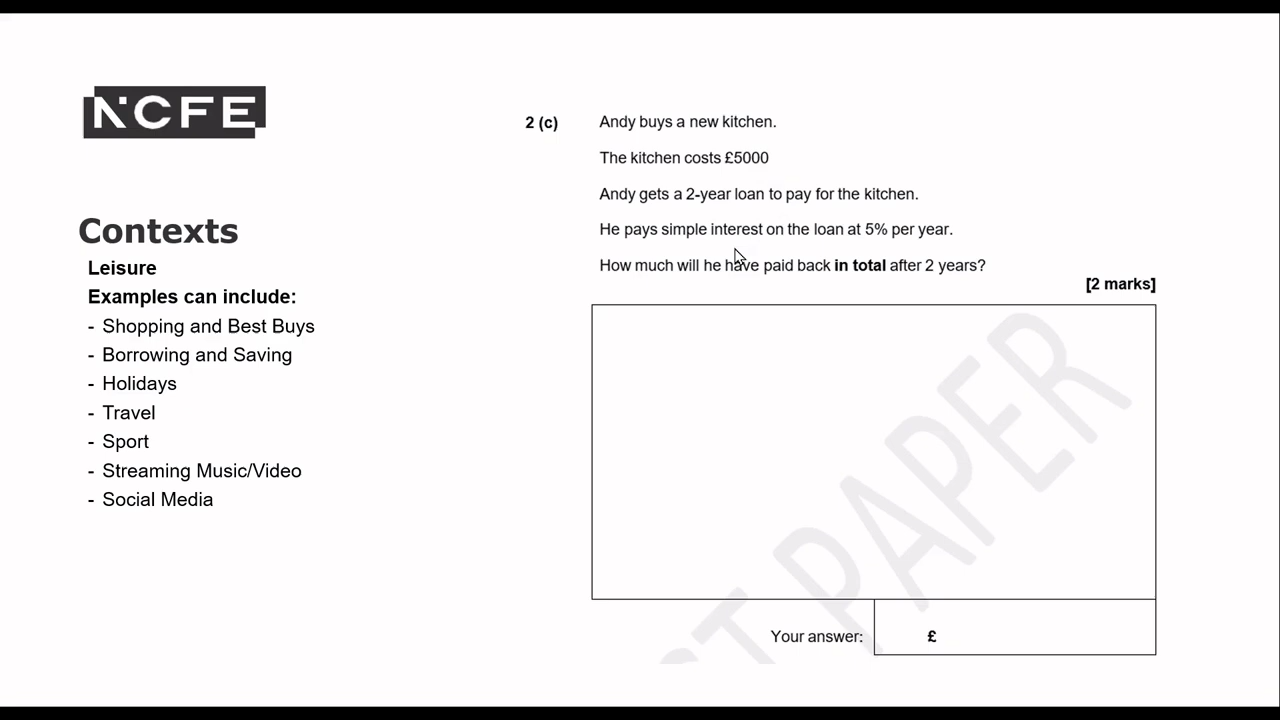 NCFE
Contexts
Leisure
Examples can include:
- Shopping and Best Buys
- Borrowing and Saving
- Holidays
- Travel
- Sport
- Streaming Music/Video
- Social Media
2 (c) Andy buys a new kitchen.
The kitchen costs £5000
Andy gets a 2-year loan to pay for the kitchen.
He pays simple interest on the loan at 5% per year.
How much will he have paid back in total after 2 years?
[2 marks]
ST PAPER
Your answer: £